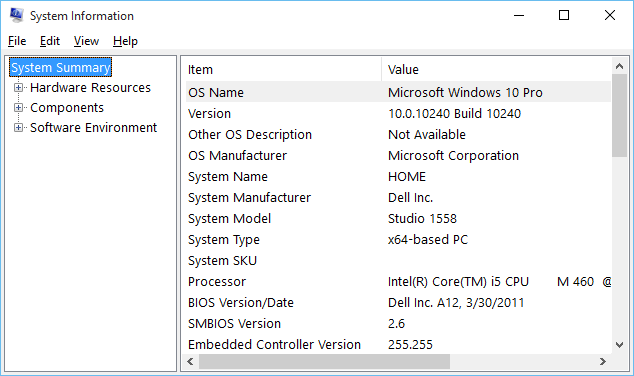 System Information
File Edit View Help
System Summary
Hardware Resources
Components
Software Environment
Item Value
OS Name Microsoft Windows 10 Pro
Version 10.0.10240 Build 10240
Other OS Description Not Available
OS Manufacturer Microsoft Corporation
System Name HOME
System Manufacturer Dell Inc.
System Model Studio 1558
System Type x64-based PC
System SKU
Processor Intel(R) Core(TM) i5 CPU M 460 @
BIOS Version/Date Dell Inc. A12, 3/30/2011
SMBIOS Version 2.6
Embedded Controller Version 255.255